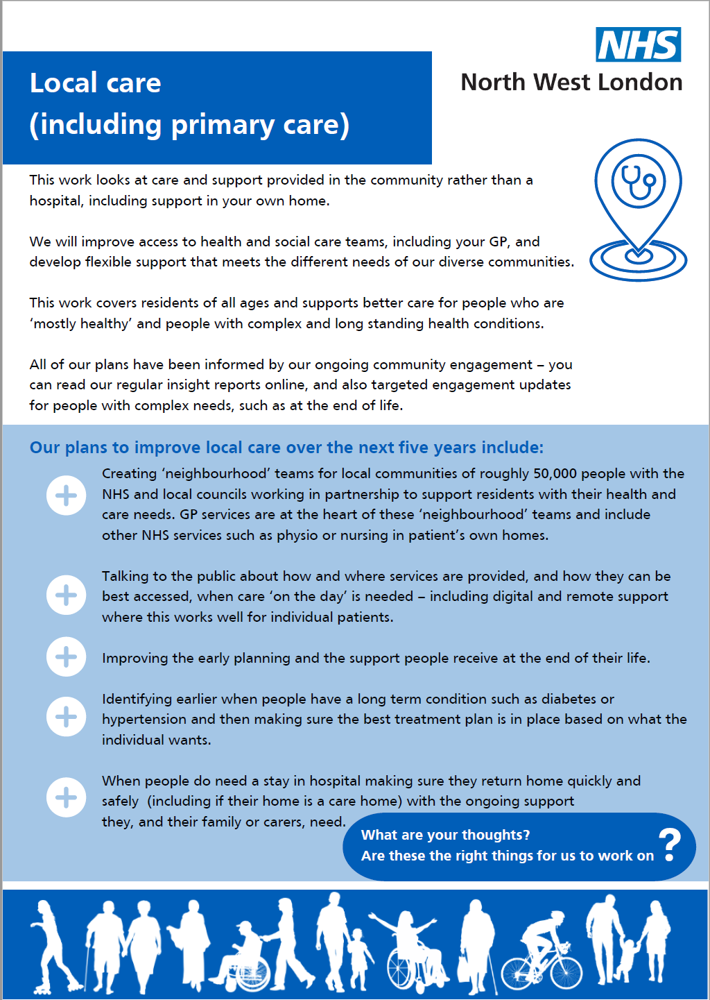 NHS
North West London
Local care
(including primary care)
This work looks at care and support provided in the community rather than a
hospital, including support in your own home.
We will improve access to health and social care teams, including your GP, and
develop flexible support that meets the different needs of our diverse communities.
This work covers residents of all ages and supports better care for people who are
‘mostly healthy’ and people with complex and long standing health conditions.
All of our plans have been informed by our ongoing community engagement – you
can read our regular insight reports online, and also targeted engagement updates
for people with complex needs, such as at the end of life.
Our plans to improve local care over the next five years include:
Creating ‘neighbourhood’ teams for local communities of roughly 50,000 people with the
NHS and local councils working in partnership to support residents with their health and
care needs. GP services are at the heart of these ‘neighbourhood’ teams and include
other NHS services such as physio or nursing in patient’s own homes.
Talking to the public about how and where services are provided, and how they can be
best accessed, when care ‘on the day’ is needed – including digital and remote support
where this works well for individual patients.
Improving the early planning and the support people receive at the end of their life.
Identifying earlier when people have a long term condition such as diabetes or
hypertension and then making sure the best treatment plan is in place based on what the
individual wants.
When people do need a stay in hospital making sure they return home quickly and
safely  (including if their home is a care home) with the ongoing support
they, and their family or carers, need.
What are your thoughts?
Are these the right things for us to work on ?